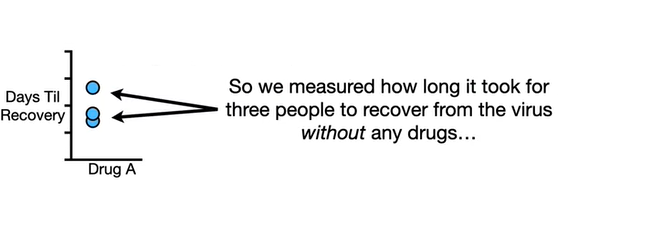 Days Til
Recovery
So we measured how long it took for
three people to recover from the virus
without any drugs...
Drug A